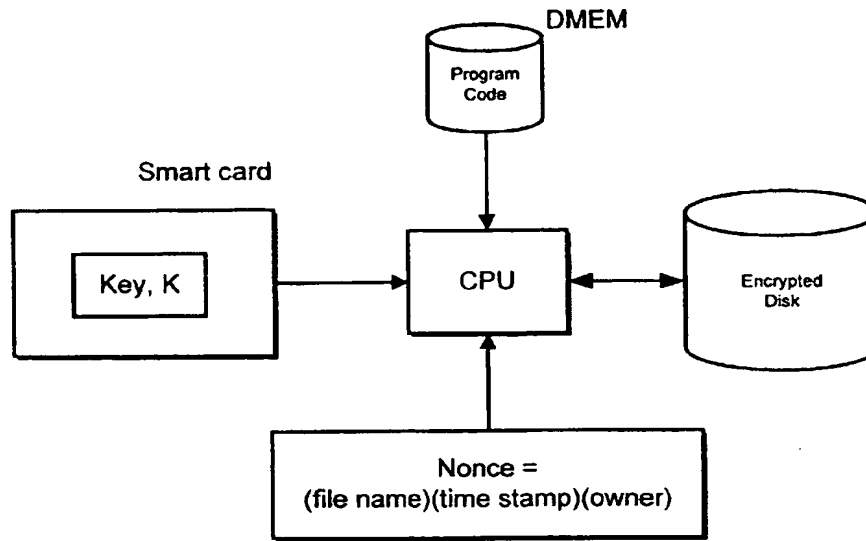 DMEM
Program
Code
Smart card
Key, K
CPU
Encrypted
Disk
Nonce =
(file name)(time stamp)(owner)